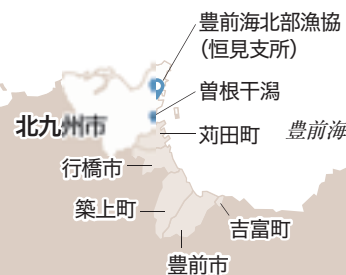 豊前海北部漁協
（恒見支所）
曽根干潟
北九州市
苅田町
豊前海
行橋市
築上町
吉富町
豊前市